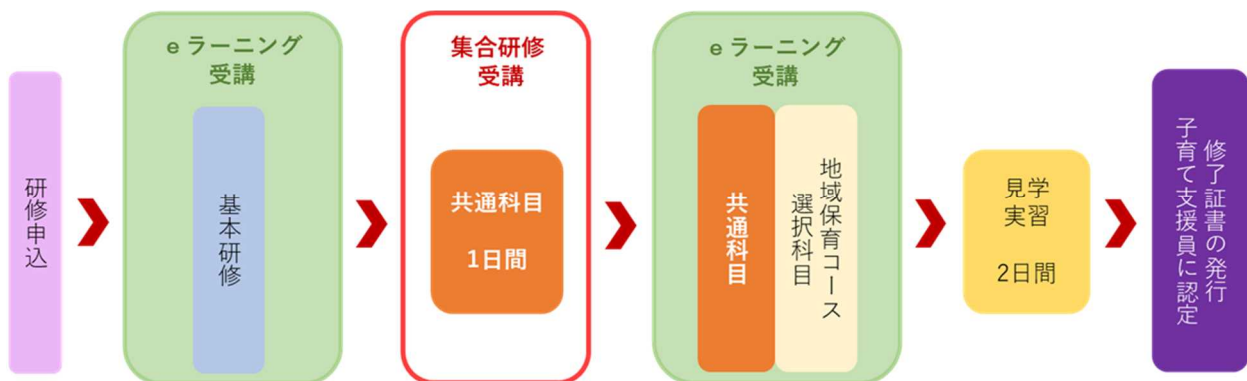 研修申込
eラーニング
受講
基本研修
集合研修
受講
共通科目
1日間
eラーニング
受講
共通科目
地域保育コース
選択科目
見学
実習
2日間
修了証書の発行
子育て支援員に認定